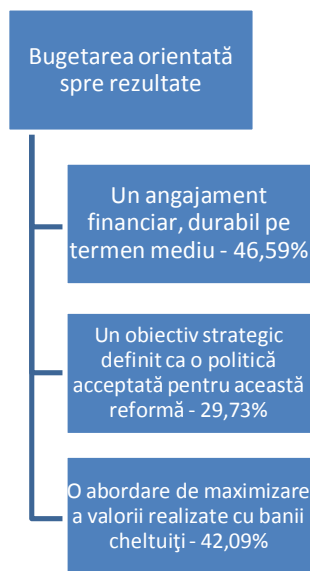 Bugetarea orientată
spre rezultate
Un angajament
financiar, durabil pe
termen mediu - 46,59%
Un obiectiv strategic
definit ca o politică
acceptată pentru această
reformă - 29,73%
O abordare de maximizare
a valorii realizate cu banii
cheltuiţi - 42,09%